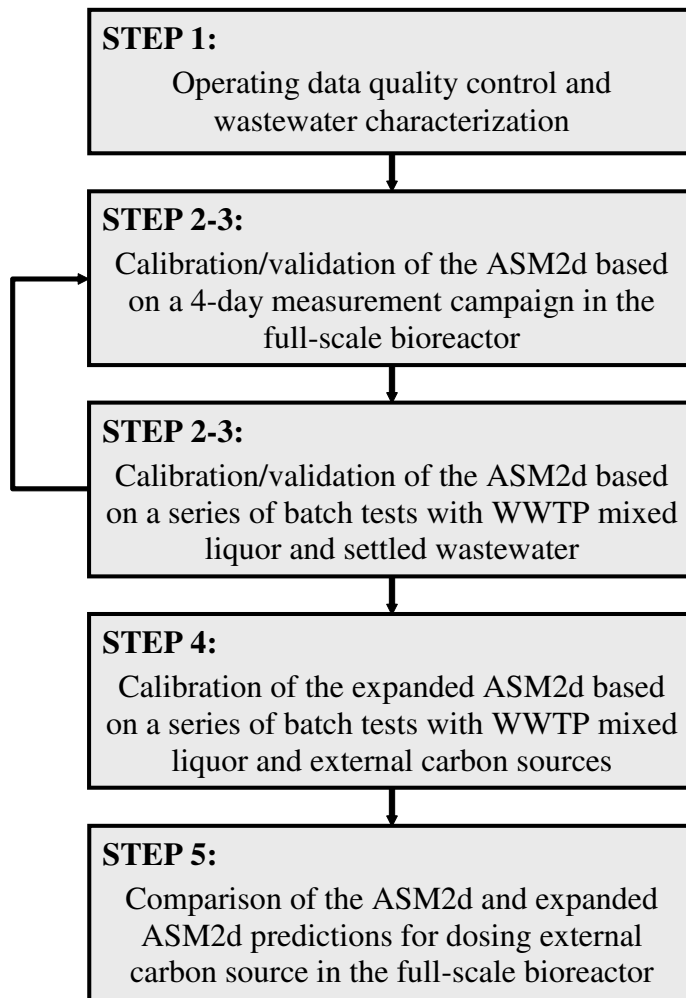 STEP 1:
Operating data quality control and
wastewater characterization
STEP 2-3:
Calibration/validation of the ASM2d based
on a 4-day measurement campaign in the
full-scale bioreactor
STEP 2-3:
Calibration/validation of the ASM2d based
on a series of batch tests with WWTP mixed
liquor and settled wastewater
STEP 4:
Calibration of the expanded ASM2d based
on a series of batch tests with WWTP mixed
liquor and external carbon sources
STEP 5:
Comparison of the ASM2d and expanded
ASM2d predictions for dosing external
carbon source in the full-scale bioreactor